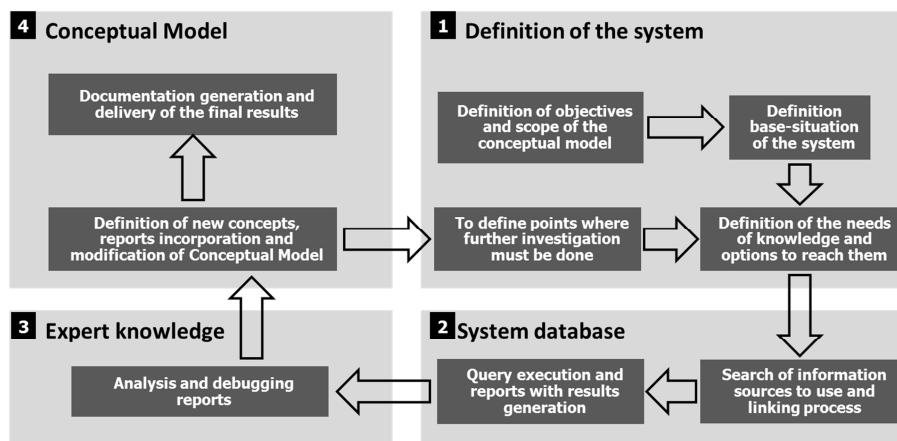 4 Conceptual Model
Documentation generation and
delivery of the final results
Definition of new concepts,
reports incorporation and
modification of Conceptual Model
1 Definition of the system
Definition of objectives
and scope of the
conceptual model
Definition
base-situation
of the system
To define points where
further investigation
must be done
Definition of the needs
of knowledge and
options to reach them
3 Expert knowledge
Analysis and debugging
reports
2 System database
Query execution and
reports with results
generation
Search of information
sources to use and
linking process